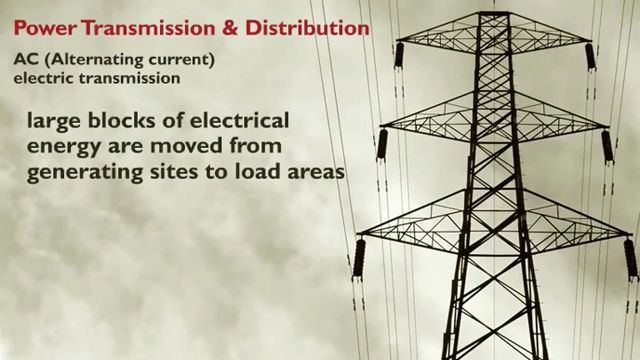 Power Transmission & Distribution
AC (Alternating current)
electric transmission
large blocks of electrical
energy are moved from
generating sites to load areas